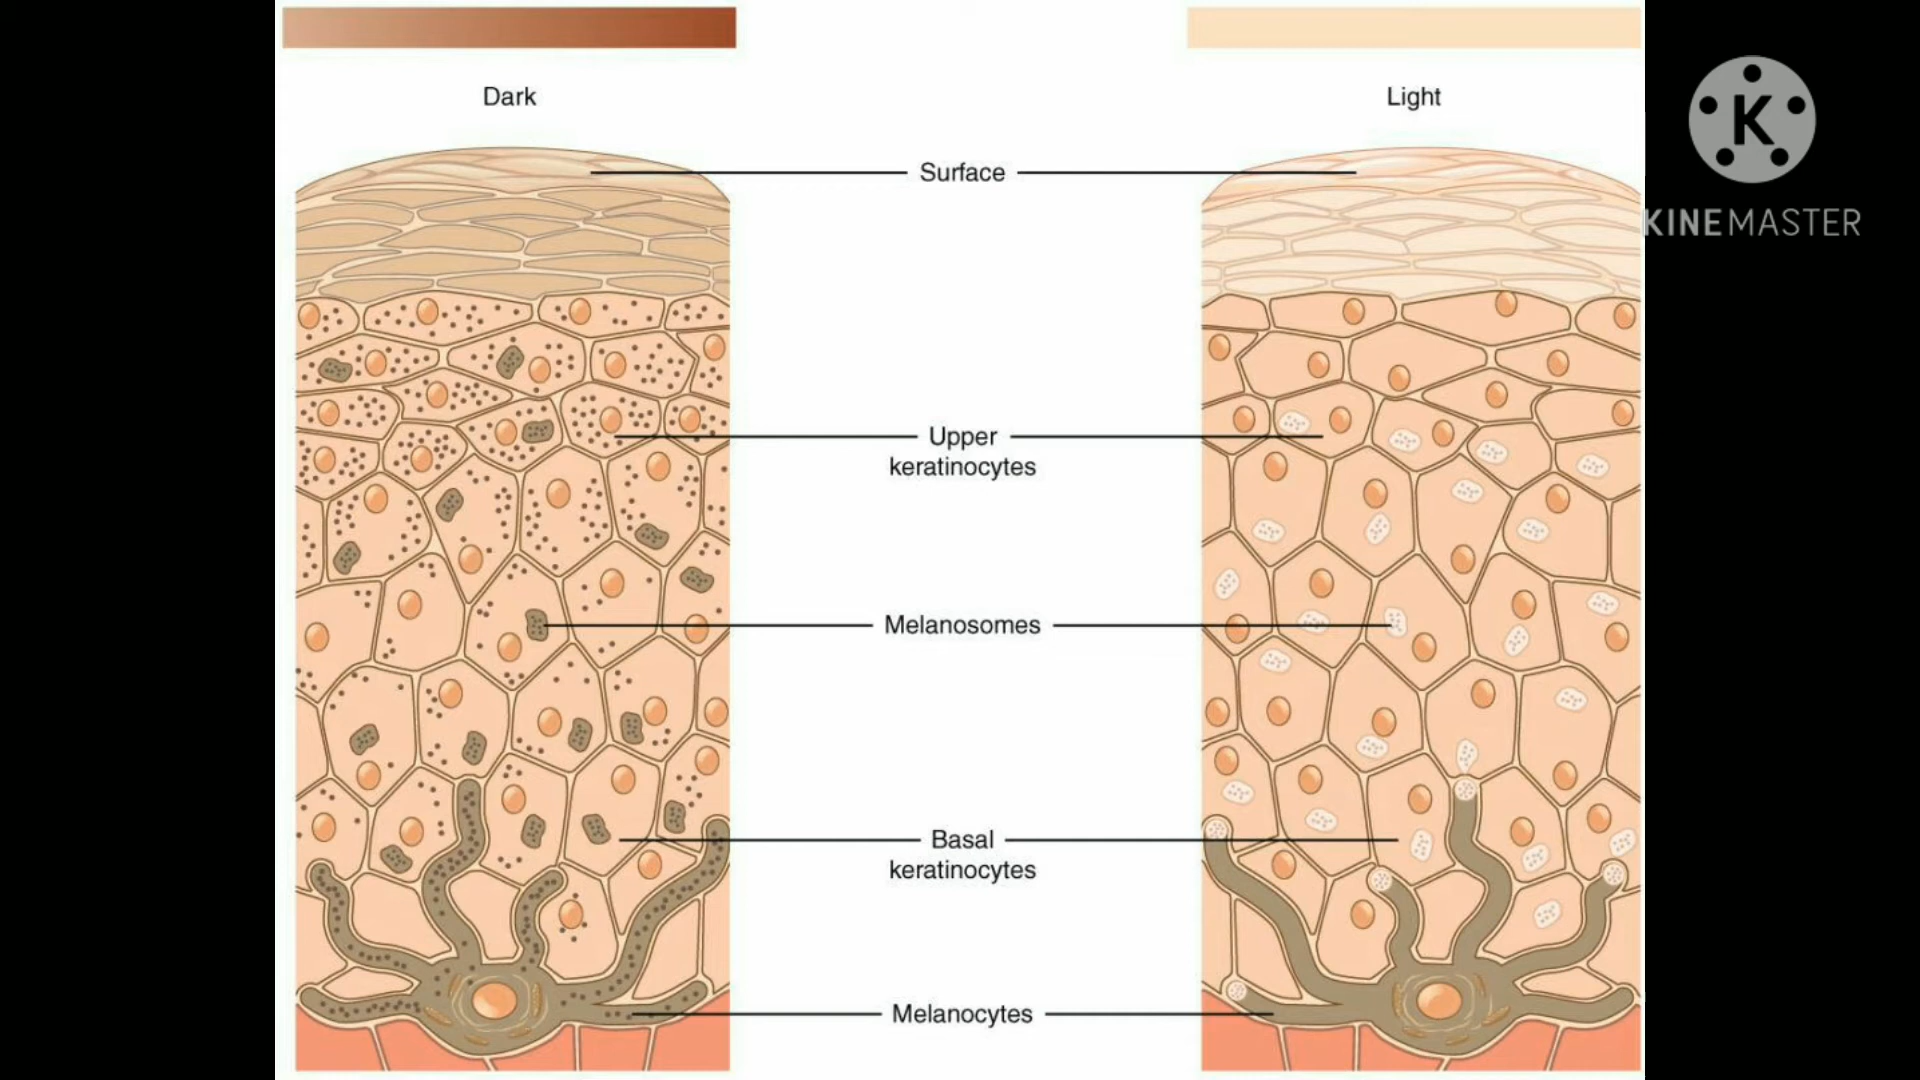 Dark
Light
K
KINEMASTER
Surface
Upper
keratinocytes
Melanosomes
Basal
keratinocytes
Melanocytes